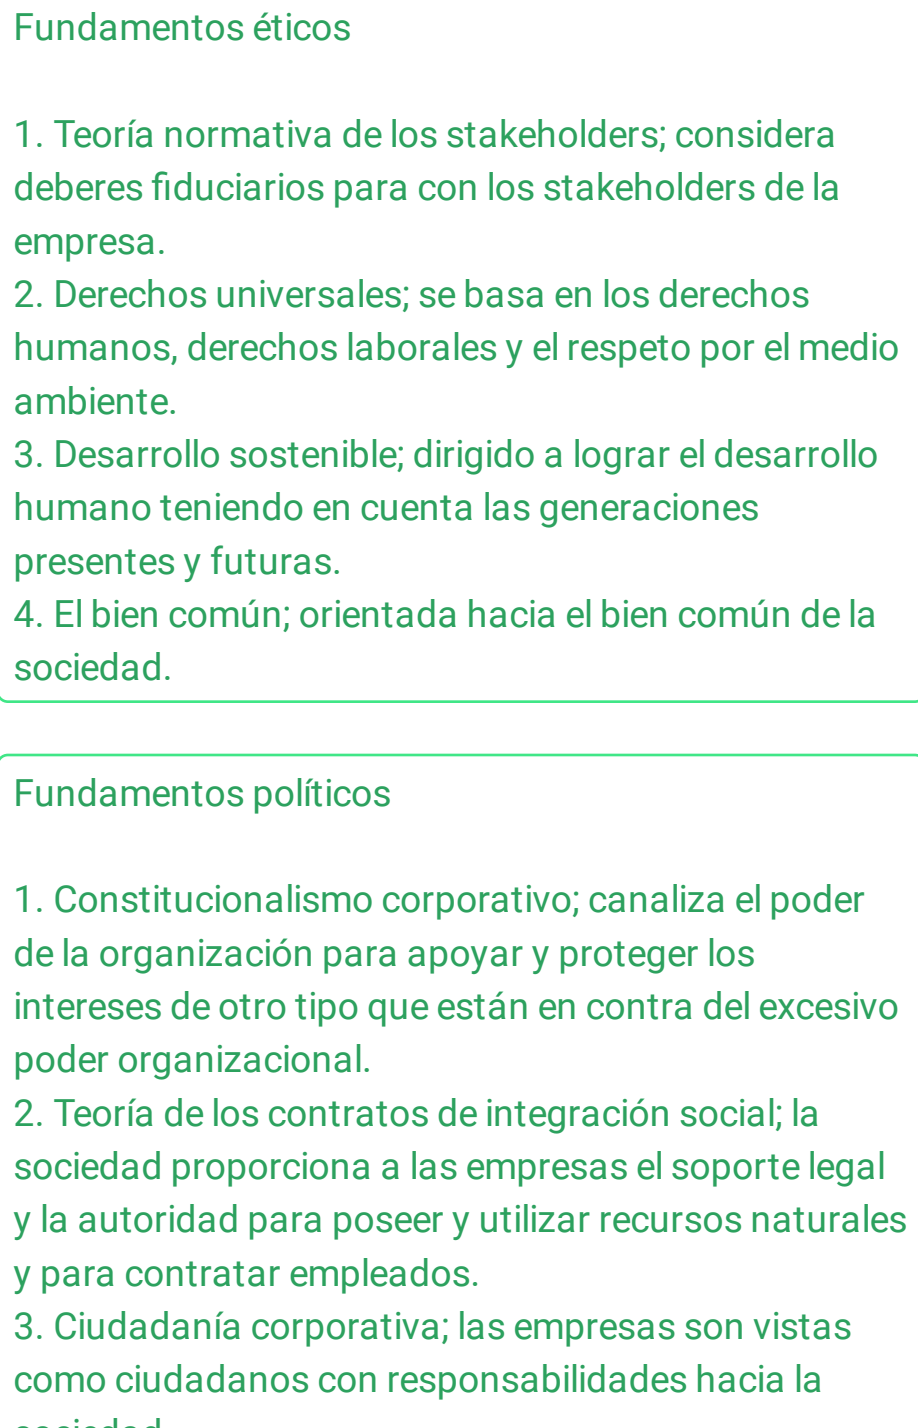 Fundamentos éticos
1. Teoría normativa de los stakeholders; considera
deberes fiduciarios para con los stakeholders de la
empresa.
2. Derechos universales; se basa en los derechos
humanos, derechos laborales y el respeto por el medio
ambiente.
3. Desarrollo sostenible; dirigido a lograr el desarrollo
humano teniendo en cuenta las generaciones
presentes y futuras.
4. El bien común; orientada hacia el bien común de la
sociedad.
Fundamentos políticos
1. Constitucionalismo corporativo; canaliza el poder
de la organización para apoyar y proteger los
intereses de otro tipo que están en contra del excesivo
poder organizacional.
2. Teoría de los contratos de integración social; la
sociedad proporciona a las empresas el soporte legal
y la autoridad para poseer y utilizar recursos naturales
y para contratar empleados.
3. Ciudadanía corporativa; las empresas son vistas
como ciudadanos con responsabilidades hacia la